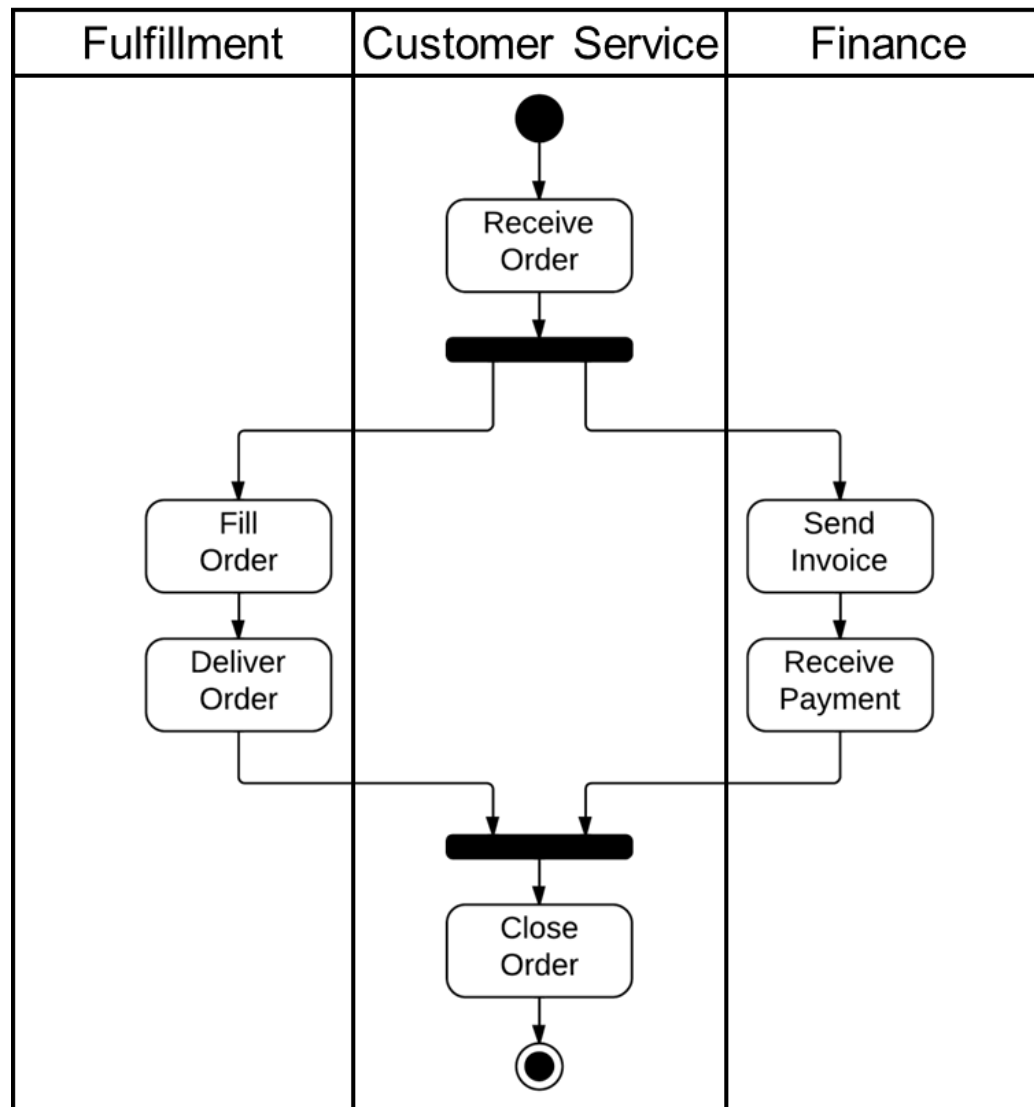 Fulfillment
Customer Service
Finance
Receive
Order
Fill
Order
Send
Invoice
Deliver
Order
Receive
Payment
Close
Order